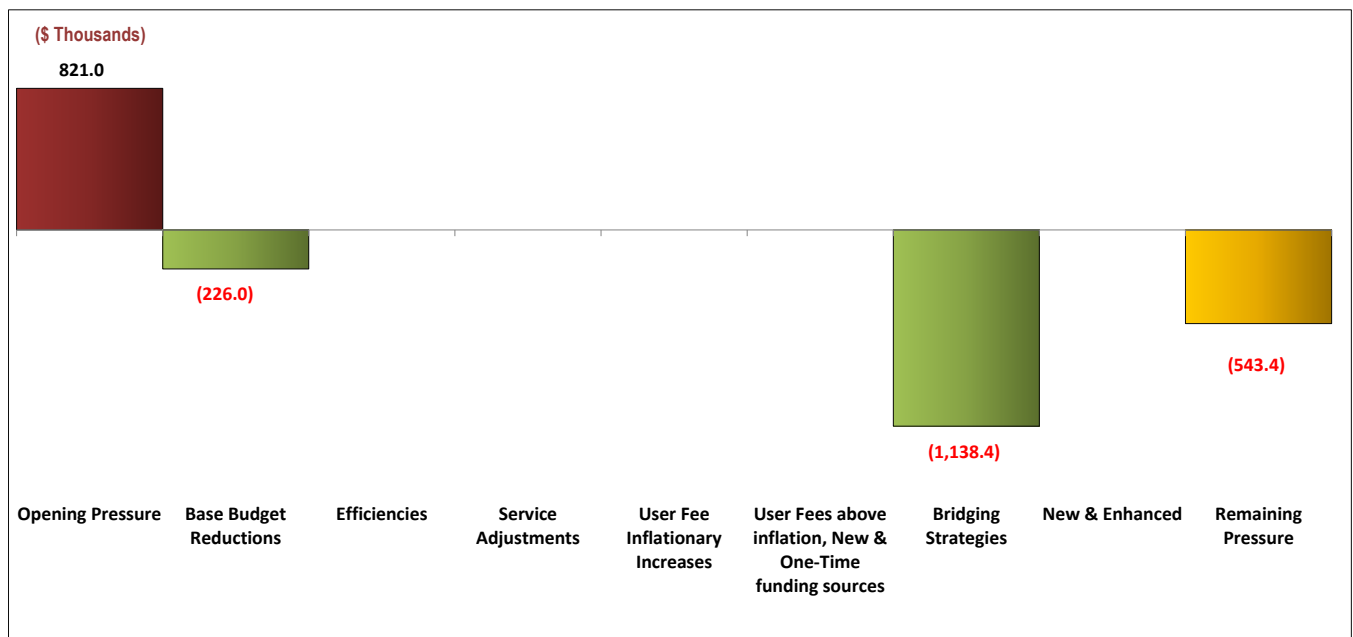 ($ Thousands)
821.0
(226.0)
(543.4)
(1,138.4)
Opening Pressure
Base Budget
Reductions
Efficiencies
Service
Adjustments
User Fee
Inflationary
Increases
User Fees above
inflation, New &
One-Time
funding sources
Bridging
Strategies
New & Enhanced
Remaining
Pressure